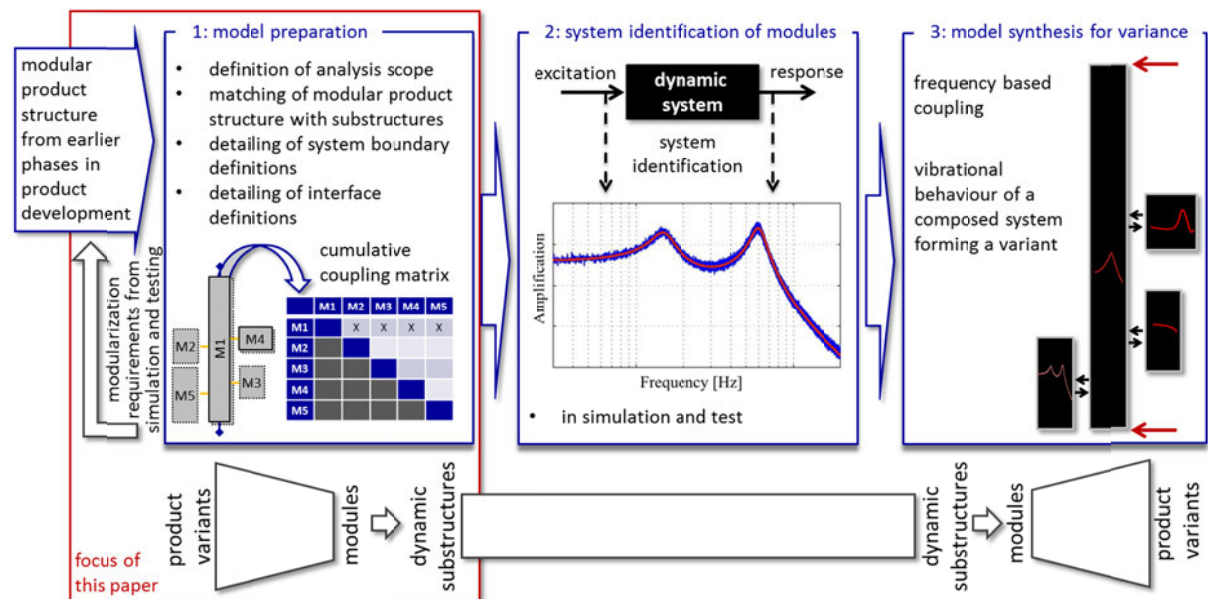 modular
product
structure
from earlier
phases in
product
development
modularization
requirements from
simulation and testing
1: model preparation
• definition of analysis scope
• matching of modular product
structure with substructures
• detailing of system boundary
definitions
• detailing of interface
definitions
cumulative
coupling matrix
M1
M2
M4
M5
M3
M1 M2 M3 M4 M5
M1 X X X X
M2
M3
M4
M5
2: system identification of modules
excitation
dynamic
system
response
system
identification
Amplification
Frequency [Hz]
• in simulation and test
3: model synthesis for variance
frequency based
coupling
vibrational
behaviour of a
composed system
forming a variant
focus of
this paper
product
variants
modules
dynamic
substructures
dynamic
substructures
modules
product
variants